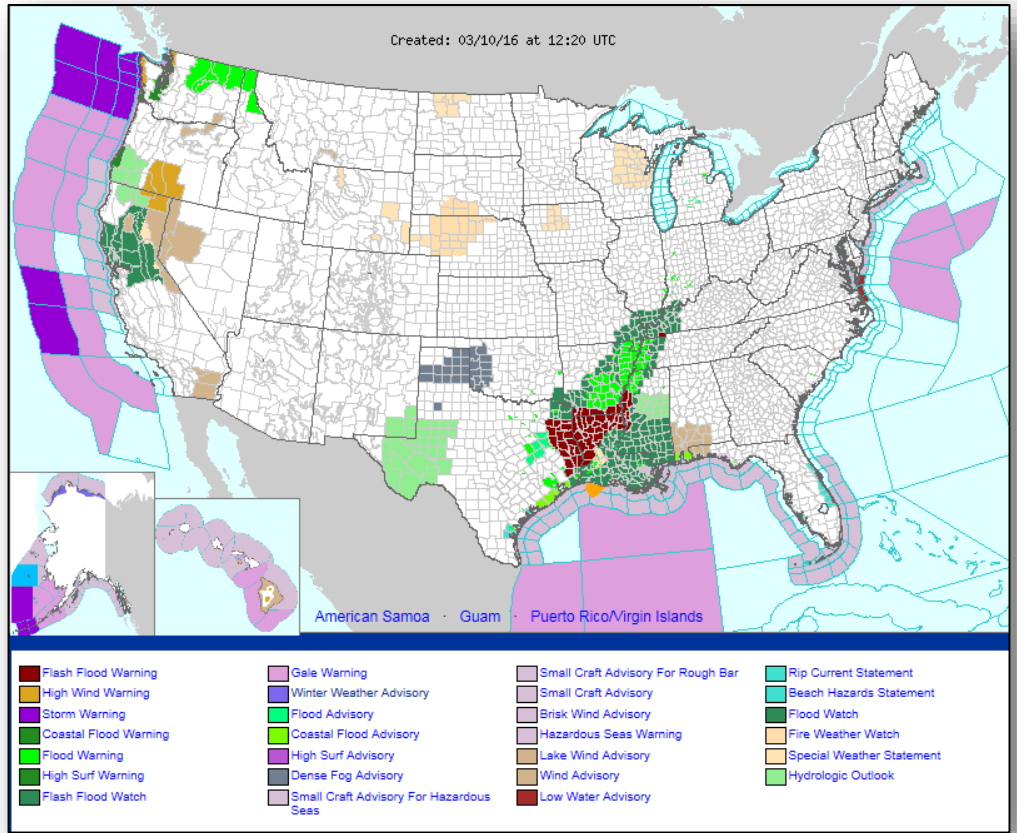 Created: 03/10/16 at 12:20 UTC
American Samoa · Guam · Puerto Rico/Virgin Islands
Flash Flood Warning
High Wind Warning
Storm Warning
Coastal Flood Warning
Flood Warning
High Surf Warning
Flash Flood Watch
Gale Warning
Winter Weather Advisory
Flood Advisory
Coastal Flood Advisory
High Surf Advisory
Dense Fog Advisory
Small Craft Advisory For Hazardous
Seas
Small Craft Advisory For Rough Bar
Small Craft Advisory
Brisk Wind Advisory
Hazardous Seas Warning
Lake Wind Advisory
Wind Advisory
Low Water Advisory
Rip Current Statement
Beach Hazards Statement
Flood Watch
Fire Weather Watch
Special Weather Statement
Hydrologic Outlook